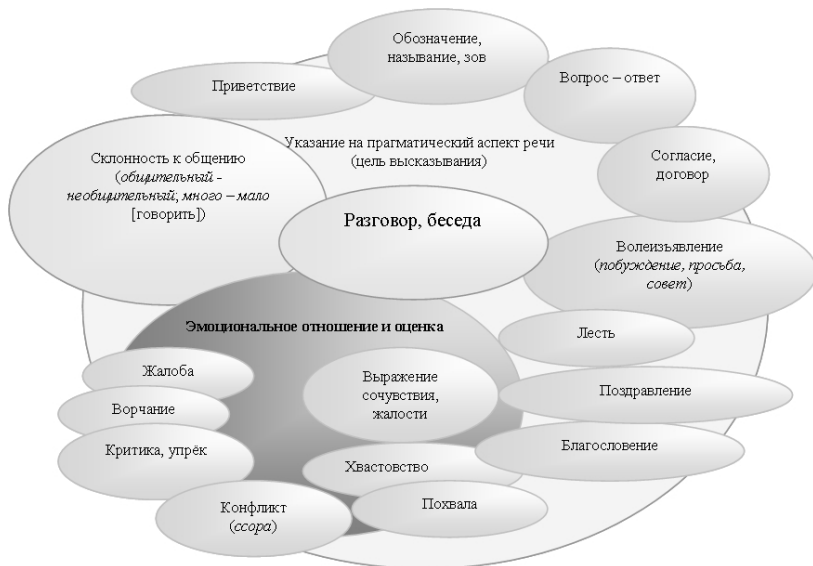 Обозначение,
называние, зов
Приветствие
Вопрос – ответ
Указание на прагматический аспект речи
(цель высказывания)
Склонность к общению
(общительный -
необщительный; много – мало
[говорить])
Согласие,
договор
Разговор, беседа
Волеизъявление
(побуждение, просьба,
совет)
Эмоциональное отношение и оценка
Лесть
Жалоба
Выражение
сочувствия,
жалости
Поздравление
Ворчание
Критика, упрёк
Благословение
Хвастовство
Конфликт
(ссора)
Похвала